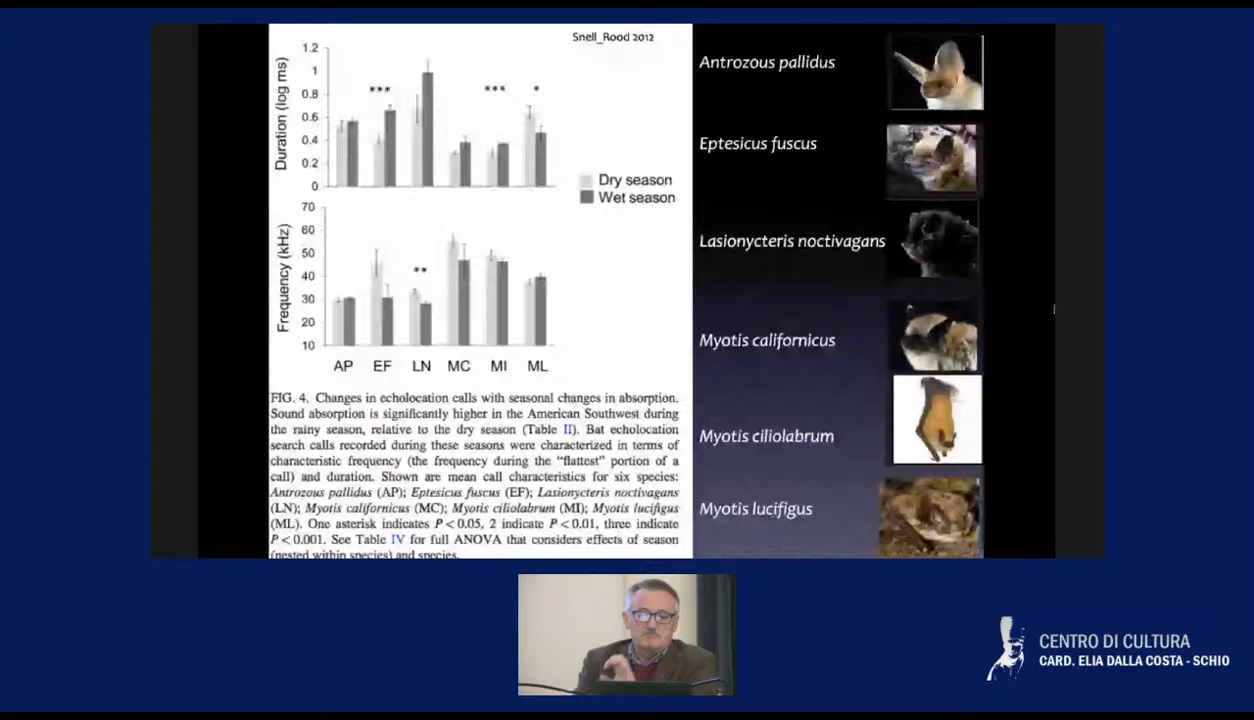 Snell_Rood 2012
Duration (log ms)
1.2
1
0.8
0.6
0.4
0.2
0
***
***
*
Dry season
Wet season
Frequency (kHz)
70
60
50
40
30
20
10
**
AP EF LN MC MI ML
FIG. 4. Changes in echolocation calls with seasonal changes in absorption.
Sound absorption is significantly higher in the American Southwest during
the rainy season, relative to the dry season (Table II). Bat echolocation
search calls recorded during these seasons were characterized in terms of
characteristic frequency (the frequency during the “flattest” portion of a
call) and duration. Shown are mean call characteristics for six species:
Antrozous pallidus (AP); Eptesicus fuscus (EF); Lasionycteris noctivagans
(LN); Myotis californicus (MC); Myotis ciliolabrum (MI); Myotis lucifigus
(ML). One asterisk indicates P < 0.05, 2 indicate P < 0.01, three indicate
P < 0.001. See Table IV for full ANOVA that considers effects of season
(nested within species) and species.
Antrozous pallidus
Eptesicus fuscus
Lasionycteris noctivagans
Myotis californicus
Myotis ciliolabrum
Myotis lucifigus
CENTRO DI CULTURA
CARD. ELIA DALLA COSTA - SCHIO